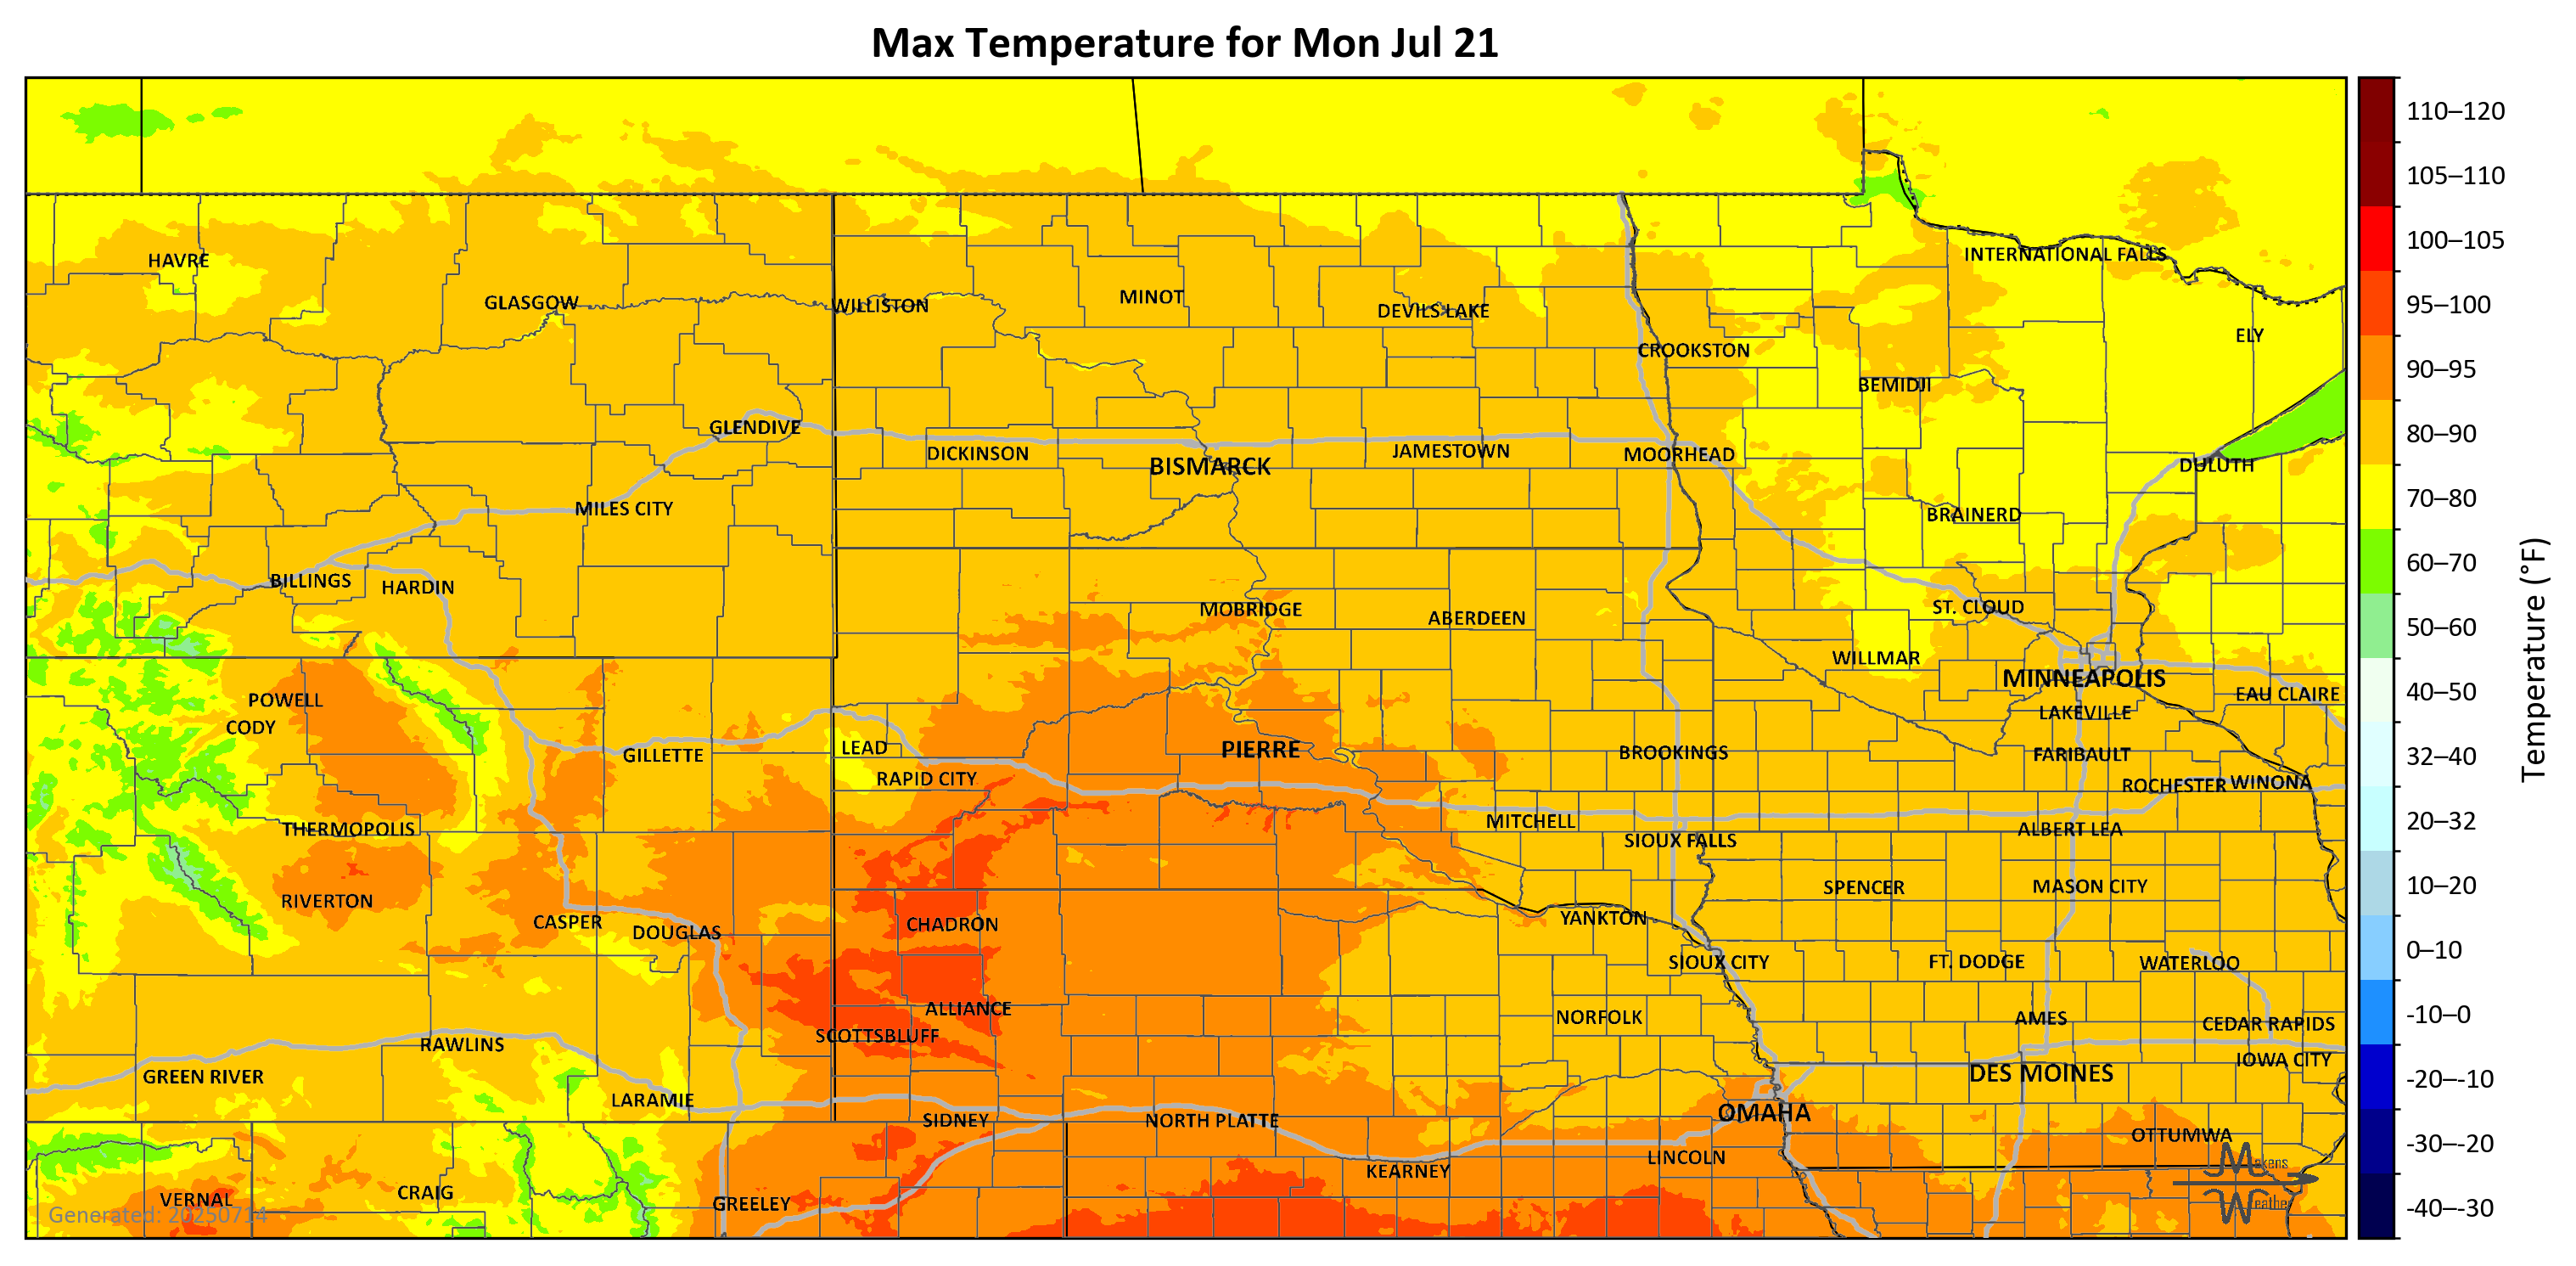 Max Temperature for Mon Jul 21
110–120
105–110
100–105
95–100
90–95
80–90
70–80
60–70
50–60
40–50
32–40
20–32
10–20
0–10
-10–0
-20–-10
-30–-20
-40–-30
Temperature (°F)
HAVRE
INTERNATIONAL FALLS
GLASGOW
WILLISTON
MINOT
DEVILS LAKE
ELY
CROOKSTON
BEMIDJI
GLENDIVE
DICKINSON
BISMARCK
JAMESTOWN
MOORHEAD
DULUTH
MILES CITY
BRAINERD
BILLINGS
HARDIN
MOBRIDGE
ABERDEEN
ST. CLOUD
WILLMAR
MINNEAPOLIS
EAU CLAIRE
POWELL
CODY
LAKEVILLE
GILLETTE
LEAD
PIERRE
BROOKINGS
FARIBAULT
RAPID CITY
ROCHESTER
WINONA
THERMOPOLIS
MITCHELL
SIOUX FALLS
ALBERT LEA
RIVERTON
SPENCER
MASON CITY
CASPER
DOUGLAS
CHADRON
YANKTON
SIOUX CITY
FT. DODGE
WATERLOO
ALLIANCE
NORFOLK
AMES
CEDAR RAPIDS
SCOTTSBLUFF
RAWLINS
IOWA CITY
GREEN RIVER
DES MOINES
LARAMIE
SIDNEY
NORTH PLATTE
OMAHA
OTTUMWA
KEARNEY
LINCOLN
VERNAL
CRAIG
GREELEY
Makens
Weather
Generated: 20250714